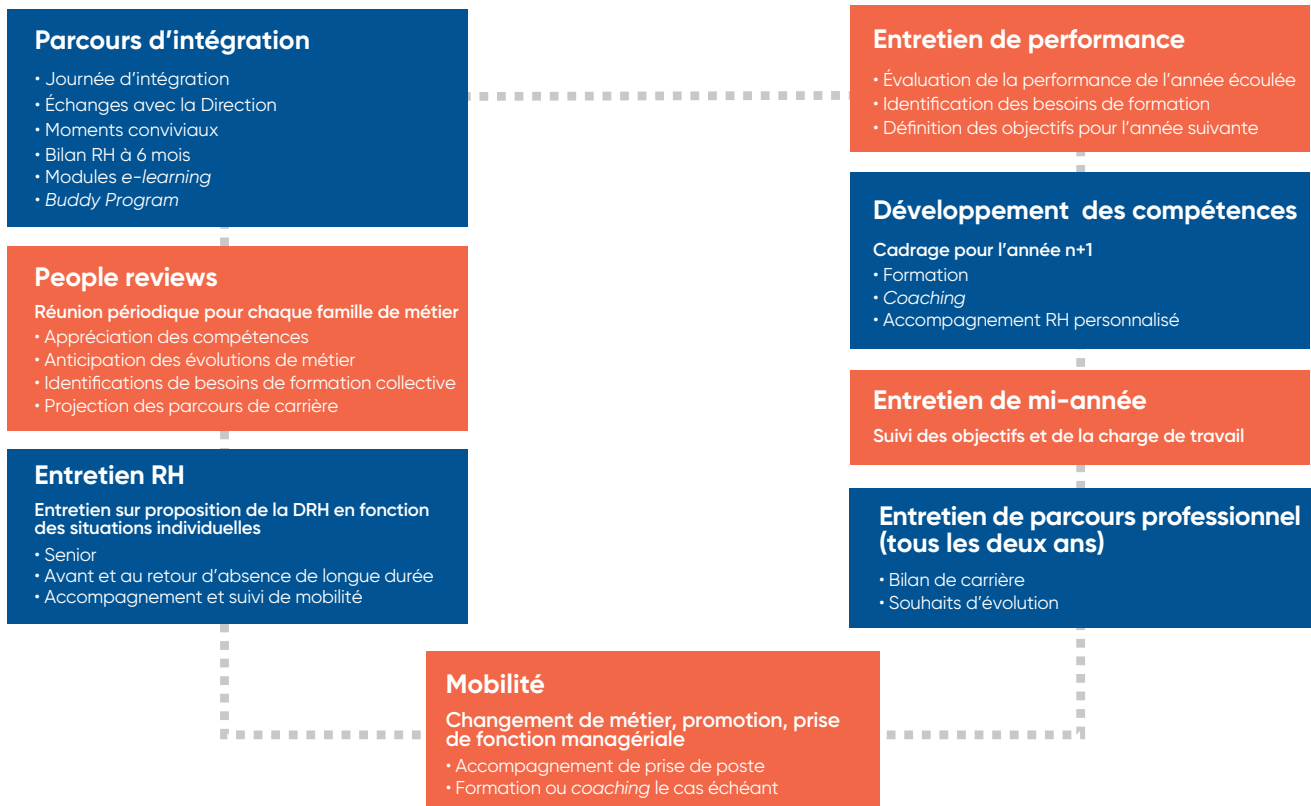 Parcours d’intégration
• Journée d’intégration
• Échanges avec la Direction
• Moments conviviaux
• Bilan RH à 6 mois
• Modules e-learning
• Buddy Program
People reviews
Réunion périodique pour chaque famille de métier
• Appréciation des compétences
• Anticipation des évolutions de métier
• Identifications de besoins de formation collective
• Projection des parcours de carrière
Entretien RH
Entretien sur proposition de la DRH en fonction
des situations individuelles
• Senior
• Avant et au retour d’absence de longue durée
• Accompagnement et suivi de mobilité
Mobilité
Changement de métier, promotion, prise
de fonction managériale
• Accompagnement de prise de poste
• Formation ou coaching le cas échéant
Entretien de performance
• Évaluation de la performance de l’année écoulée
• Identification des besoins de formation
• Définition des objectifs pour l’année suivante
Développement des compétences
Cadrage pour l’année n+1
• Formation
• Coaching
• Accompagnement RH personnalisé
Entretien de mi-année
Suivi des objectifs et de la charge de travail
Entretien de parcours professionnel
(tous les deux ans)
• Bilan de carrière
• Souhaits d’évolution